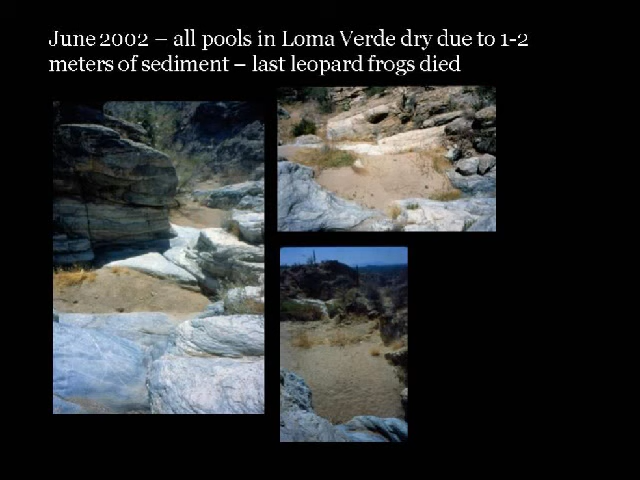 June 2002 – all pools in Loma Verde dry due to 1-2
meters of sediment – last leopard frogs died